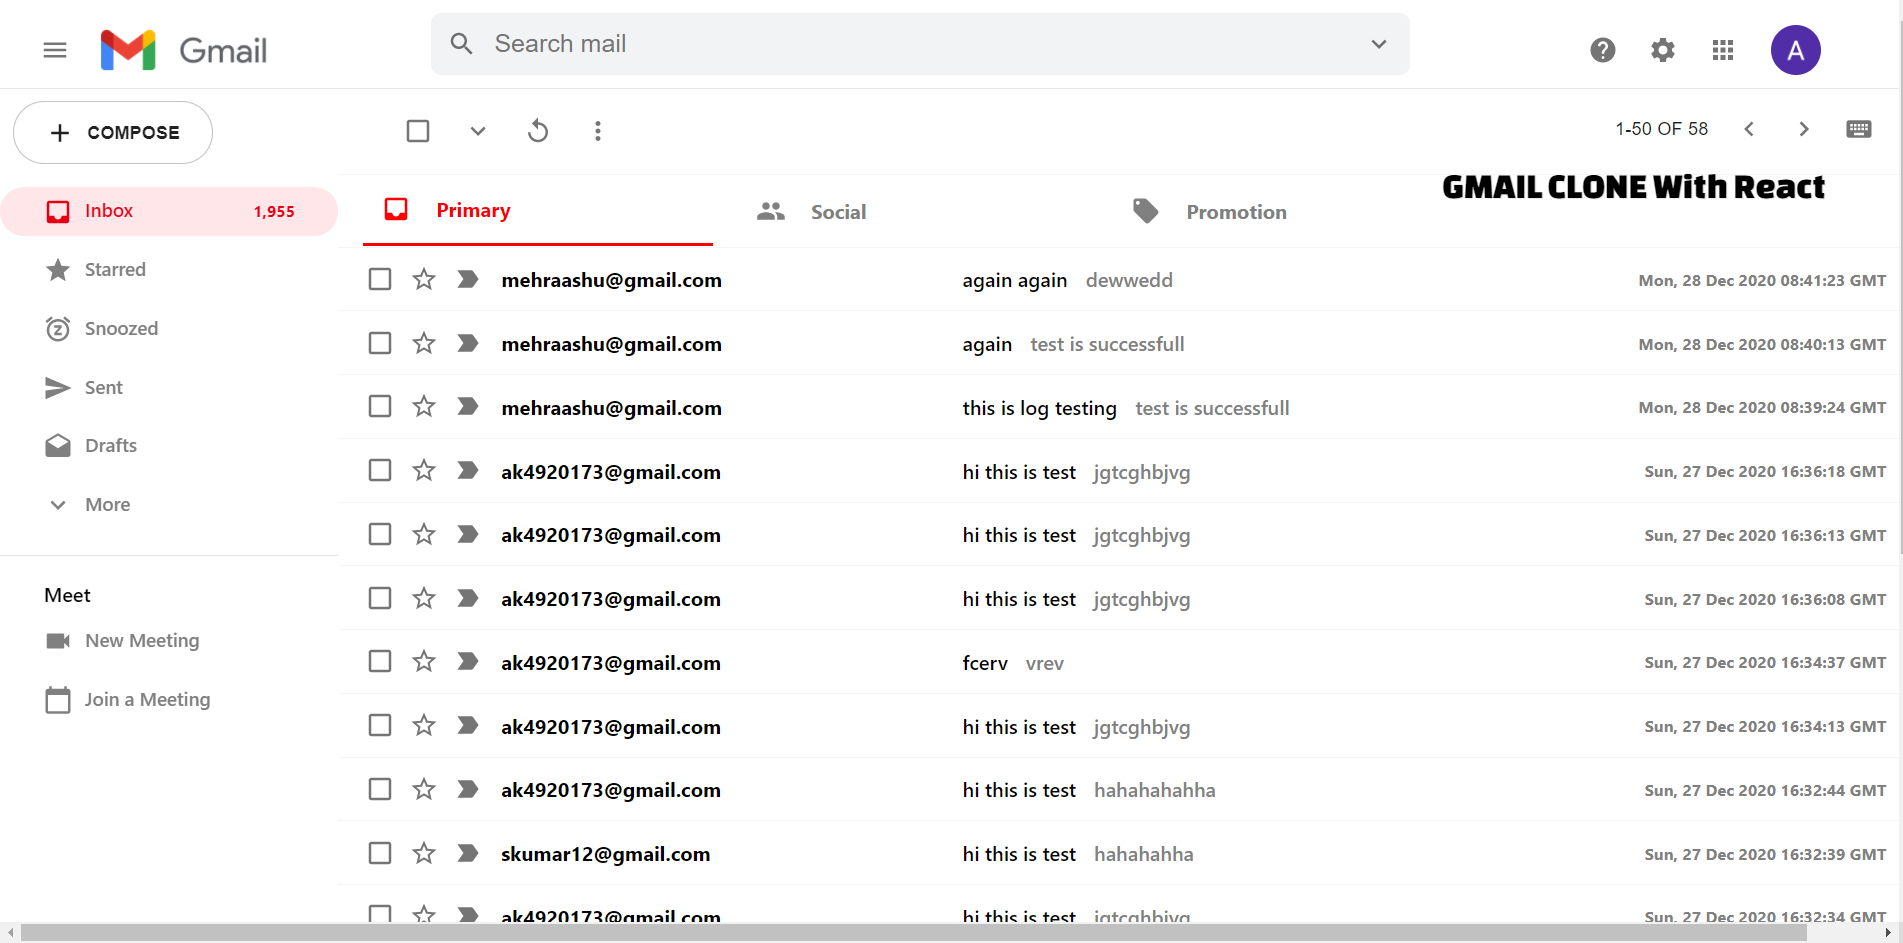 Gmail
Search mail
A
COMPOSE
1-50 OF 58
GMAIL CLONE With React
Inbox 1,955
Primary Social Promotion
Starred
Snoozed
Sent
Drafts
More
Meet
New Meeting
Join a Meeting
mehraashu@gmail.com again again dewwedd Mon, 28 Dec 2020 08:41:23 GMT
mehraashu@gmail.com again test is successfull Mon, 28 Dec 2020 08:40:13 GMT
mehraashu@gmail.com this is log testing test is successfull Mon, 28 Dec 2020 08:39:24 GMT
ak4920173@gmail.com hi this is test jgtcghbjvg Sun, 27 Dec 2020 16:36:18 GMT
ak4920173@gmail.com hi this is test jgtcghbjvg Sun, 27 Dec 2020 16:36:13 GMT
ak4920173@gmail.com hi this is test jgtcghbjvg Sun, 27 Dec 2020 16:36:08 GMT
ak4920173@gmail.com fcerv vrev Sun, 27 Dec 2020 16:34:37 GMT
ak4920173@gmail.com hi this is test jgtcghbjvg Sun, 27 Dec 2020 16:34:13 GMT
ak4920173@gmail.com hi this is test hahahahahha Sun, 27 Dec 2020 16:32:44 GMT
skumar12@gmail.com hi this is test hahahahha Sun, 27 Dec 2020 16:32:39 GMT
ak4920173@gmail.com hi this is test jgtcghbjvg Sun, 27 Dec 2020 16:32:34 GMT